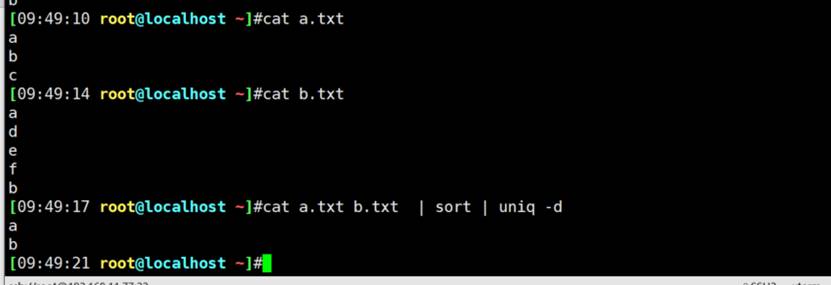 [09:49:10 root@localhost ~]#cat a.txt
a
b
c
[09:49:14 root@localhost ~]#cat b.txt
a
d
e
f
b
[09:49:17 root@localhost ~]#cat a.txt b.txt  | sort | uniq -d
a
b
[09:49:21 root@localhost ~]#